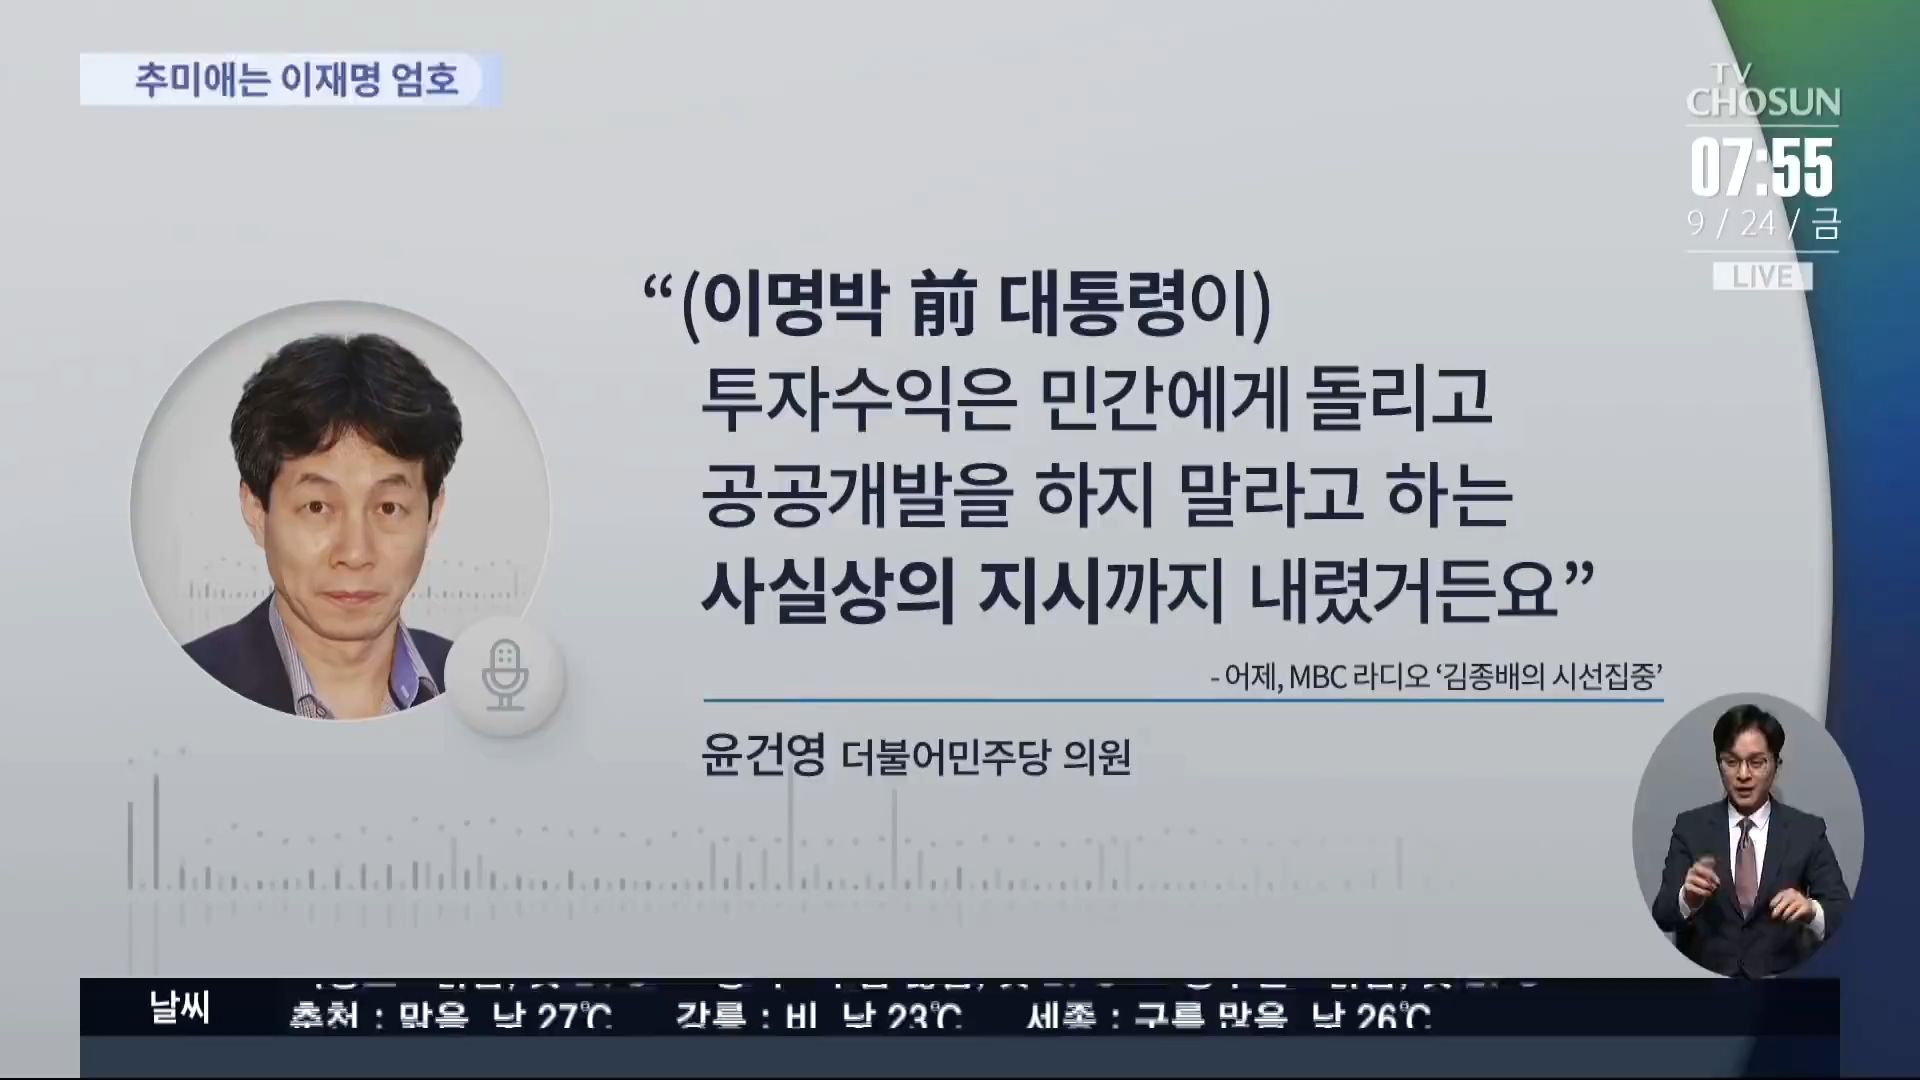 추미애는 이재명 엄호
TV
CHOSUN
07:55
9 / 24 / 금
LIVE
“(이명박 前 대통령이)
투자수익은 민간에게 돌리고
공공개발을 하지 말라고 하는
사실상의 지시까지 내렸거든요”
- 어제, MBC 라디오 ‘김종배의 시선집중’
윤건영 더불어민주당 의원
날씨
춘천 : 맑음 낮 27℃ 강릉 : 비 낮 23℃ 세종 : 구름 많음 낮 26℃